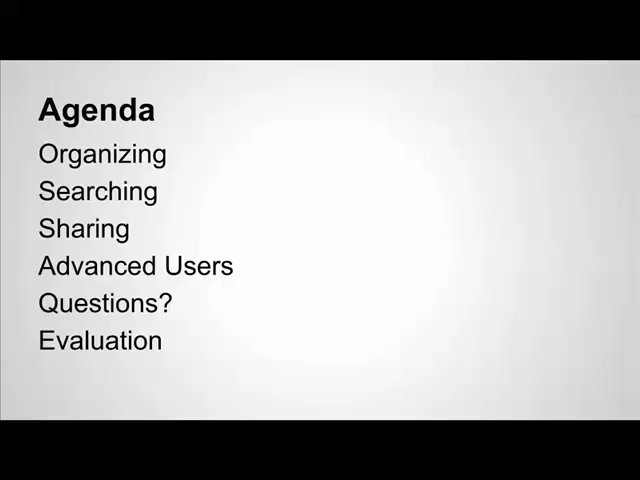 Agenda
Organizing
Searching
Sharing
Advanced Users
Questions?
Evaluation